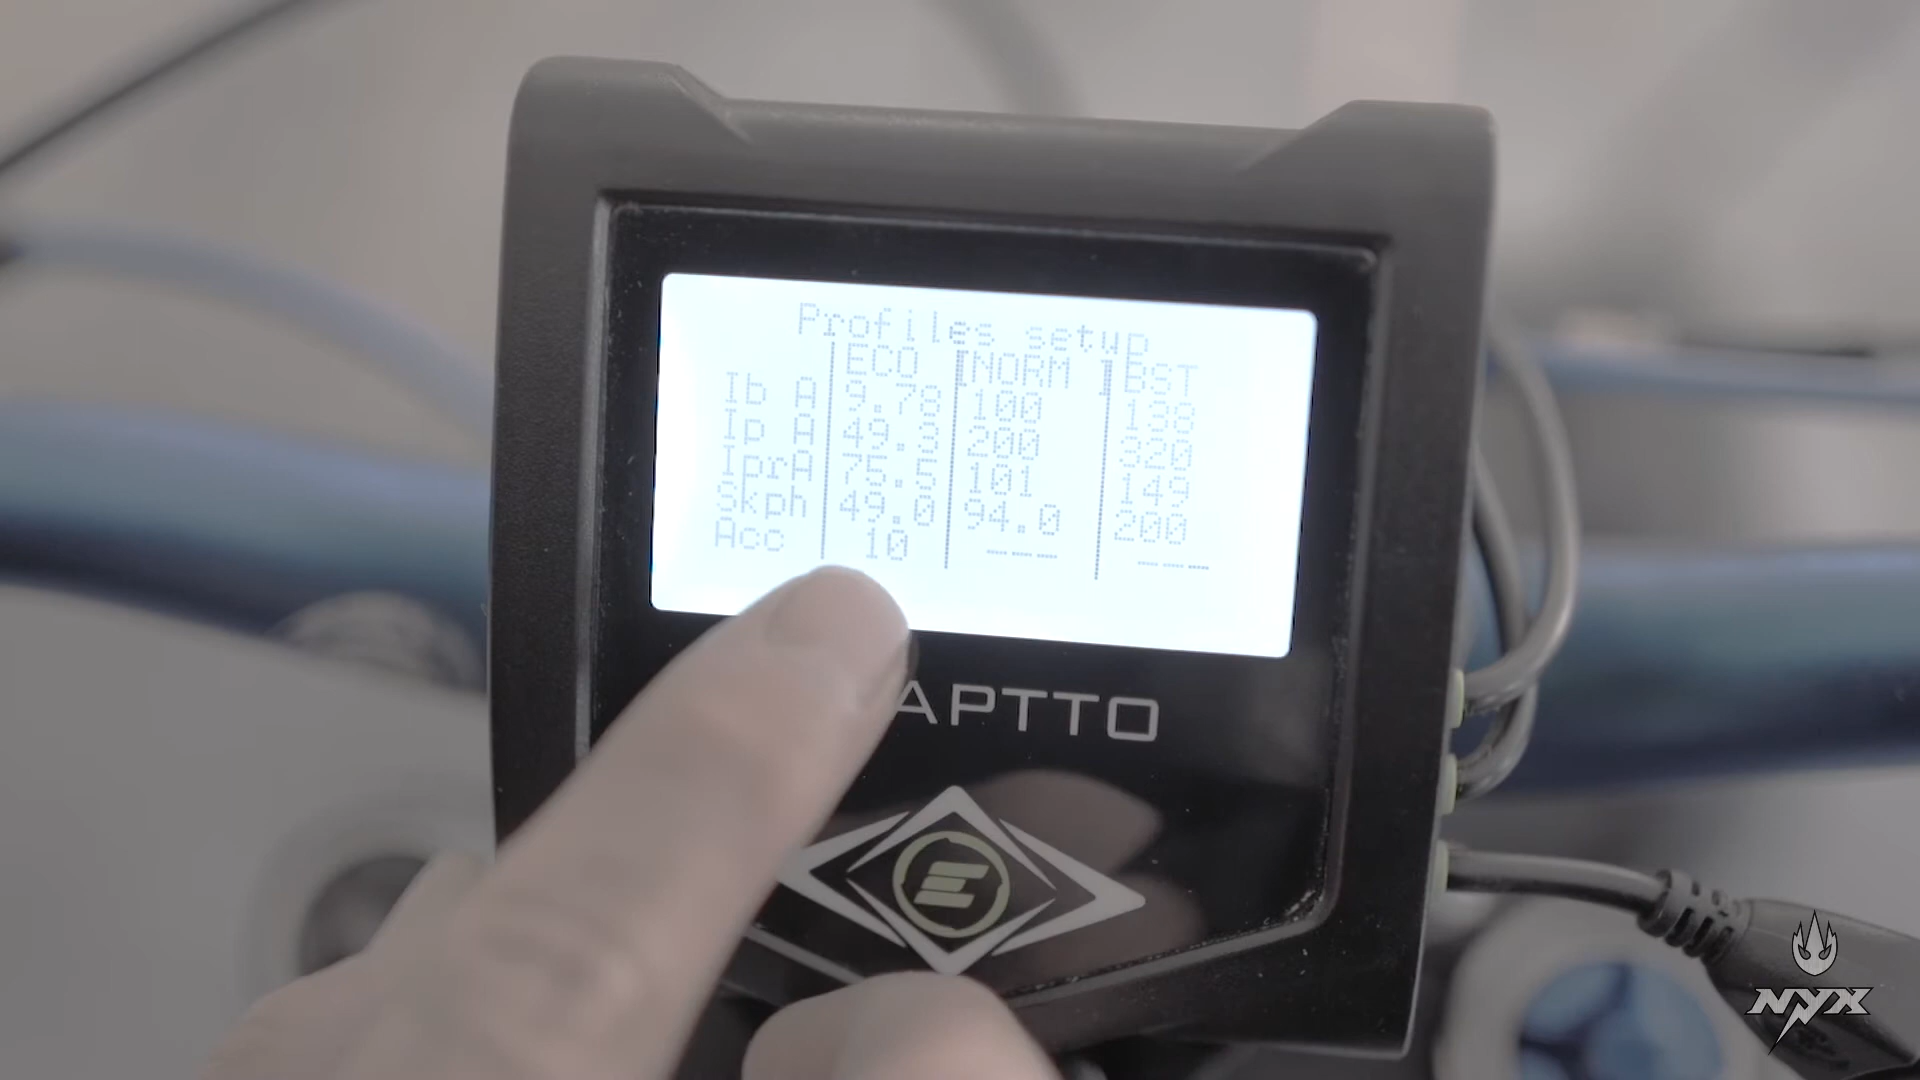 Profiles setup
ECO [NORM ] BST
Ib A 9.78 100 138
Ip A 49.3 200 320
IprA 75.5 101 149
Skph 49.0 94.0 200
Acc 10 --- ---
APTTO
E
NYX